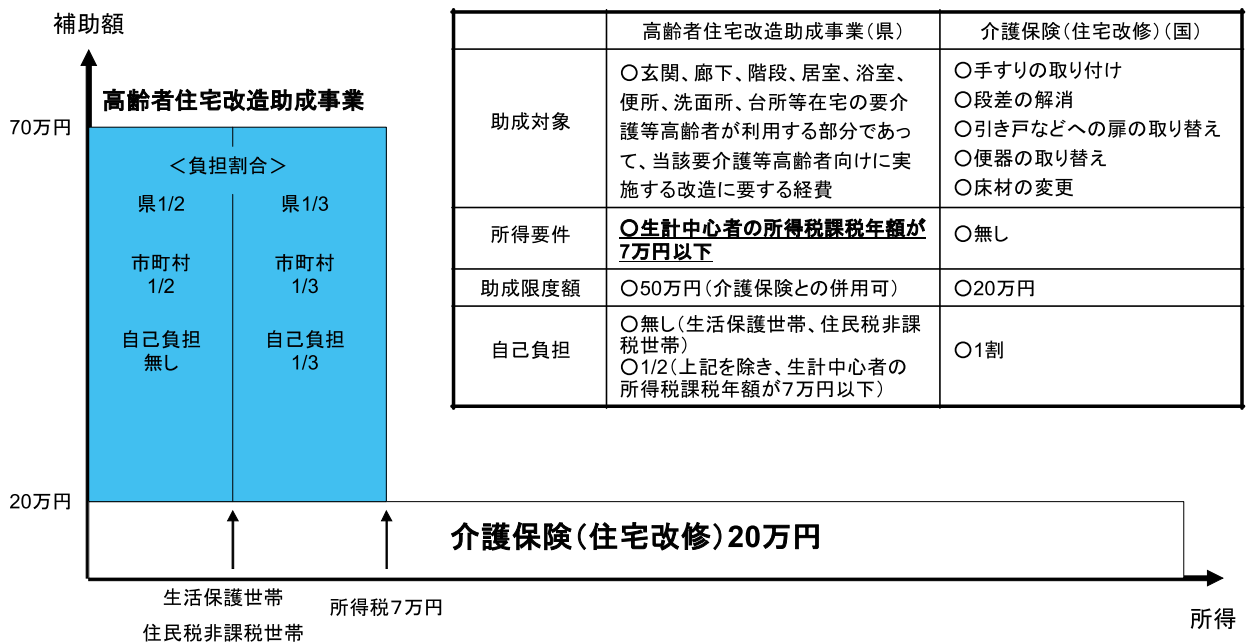 補助額
高齢者住宅改造助成事業
70万円
＜負担割合＞
県1/2
県1/3
市町村
1/2
市町村
1/3
自己負担
無し
自己負担
1/3
20万円
介護保険（住宅改修）20万円
生活保護世帯
住民税非課税世帯
所得税７万円
所得
高齢者住宅改造助成事業（県）
介護保険（住宅改修）（国）
助成対象
○玄関、廊下、階段、居室、浴室、
便所、洗面所、台所等在宅の要介
護等高齢者が利用する部分であっ
て、当該要介護等高齢者向けに実
施する改造に要する経費
○手すりの取り付け
○段差の解消
○引き戸などへの扉の取り替え
○便器の取り替え
○床材の変更
所得要件
○生計中心者の所得税課税年額が
7万円以下
○無し
助成限度額
○50万円（介護保険との併用可）
○20万円
自己負担
○無し（生活保護世帯、住民税非課
税世帯）
○1/2（上記を除き、生計中心者の
所得税課税年額が７万円以下）
○1割